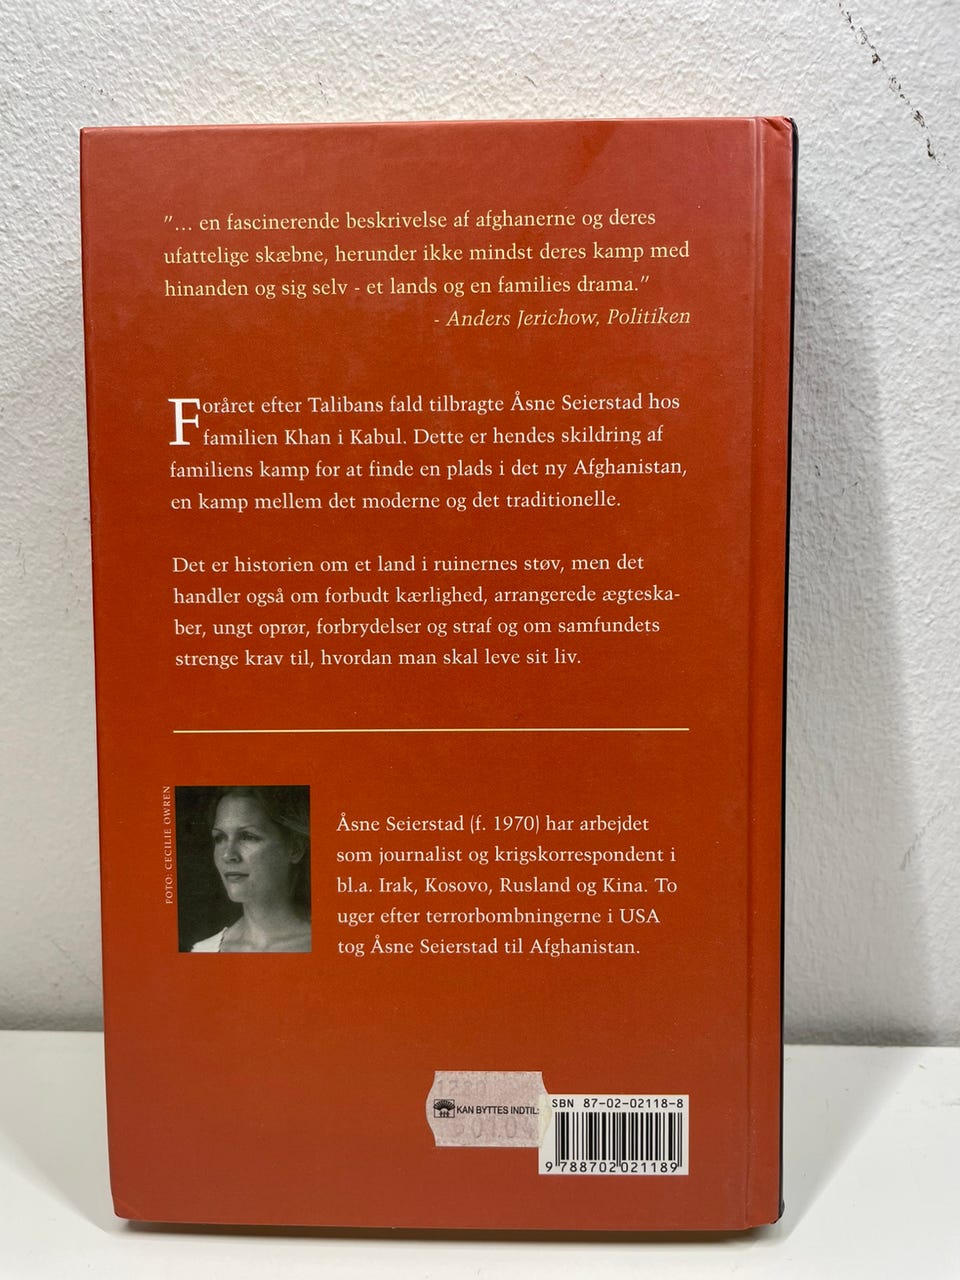 "... en fascinerende beskrivelse af afghanerne og deres
ufattelige skæbne, herunder ikke mindst deres kamp med
hinanden og sig selv - et lands og en families drama."
- Anders Jerichow, Politiken
Foråret efter Talibans fald tilbragte Åsne Seierstad hos
familien Khan i Kabul. Dette er hendes skildring af
familiens kamp for at finde en plads i det ny Afghanistan,
en kamp mellem det moderne og det traditionelle.
Det er historien om et land i ruinernes støv, men det
handler også om forbudt kærlighed, arrangerede ægteska-
ber, ungt oprør, forbrydelser og straf og om samfundets
strenge krav til, hvordan man skal leve sit liv.
FOTO: CECILIE OWREN
Åsne Seierstad (f. 1970) har arbejdet
som journalist og krigskorrespondent i
bl.a. Irak, Kosovo, Rusland og Kina. To
uger efter terrorbombningerne i USA
tog Åsne Seierstad til Afghanistan.
KAN BYTTES INDTIL:
ISBN 87-02-02118-8
9 788702 021189